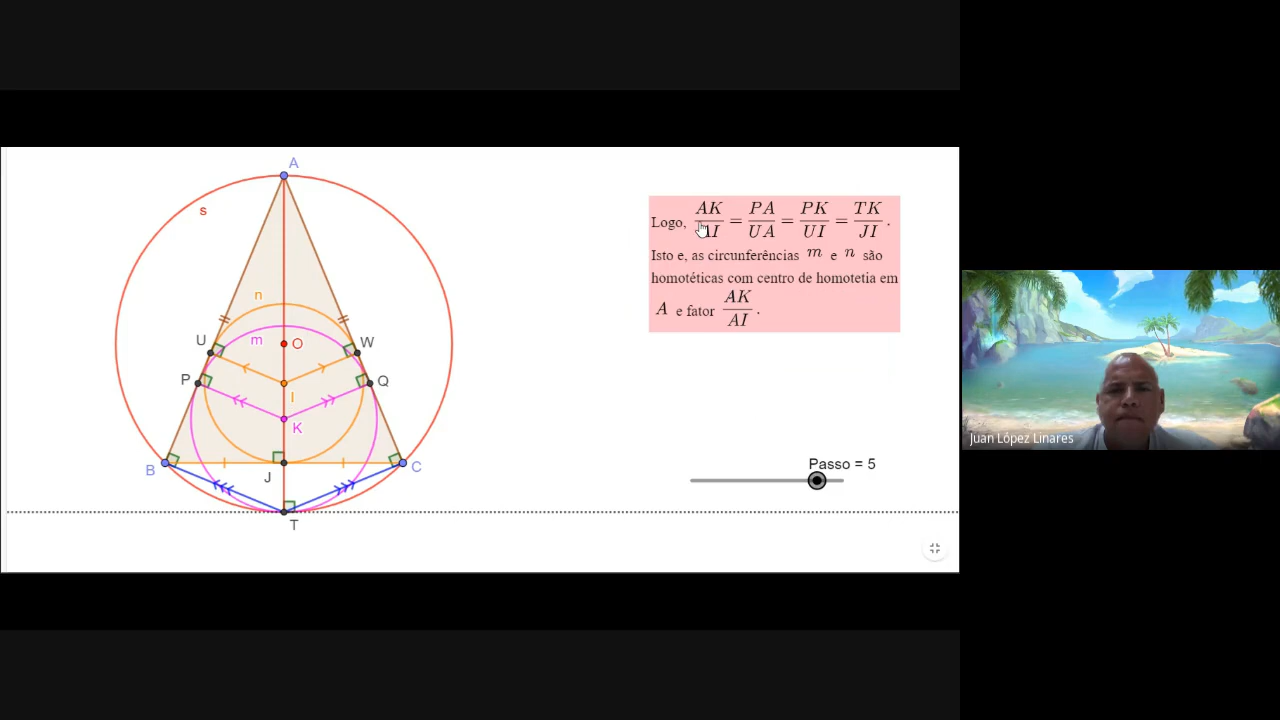 A
s
n
U
m
O
W
P
Q
I
K
B
J
C
T
Logo, AK/AI = PA/UA = PK/UI = TK/JI .
Isto e, as circunferências m e n são
homotéticas com centro de homotetia em
A e fator AK/AI .
Passo = 5
Juan López Linares